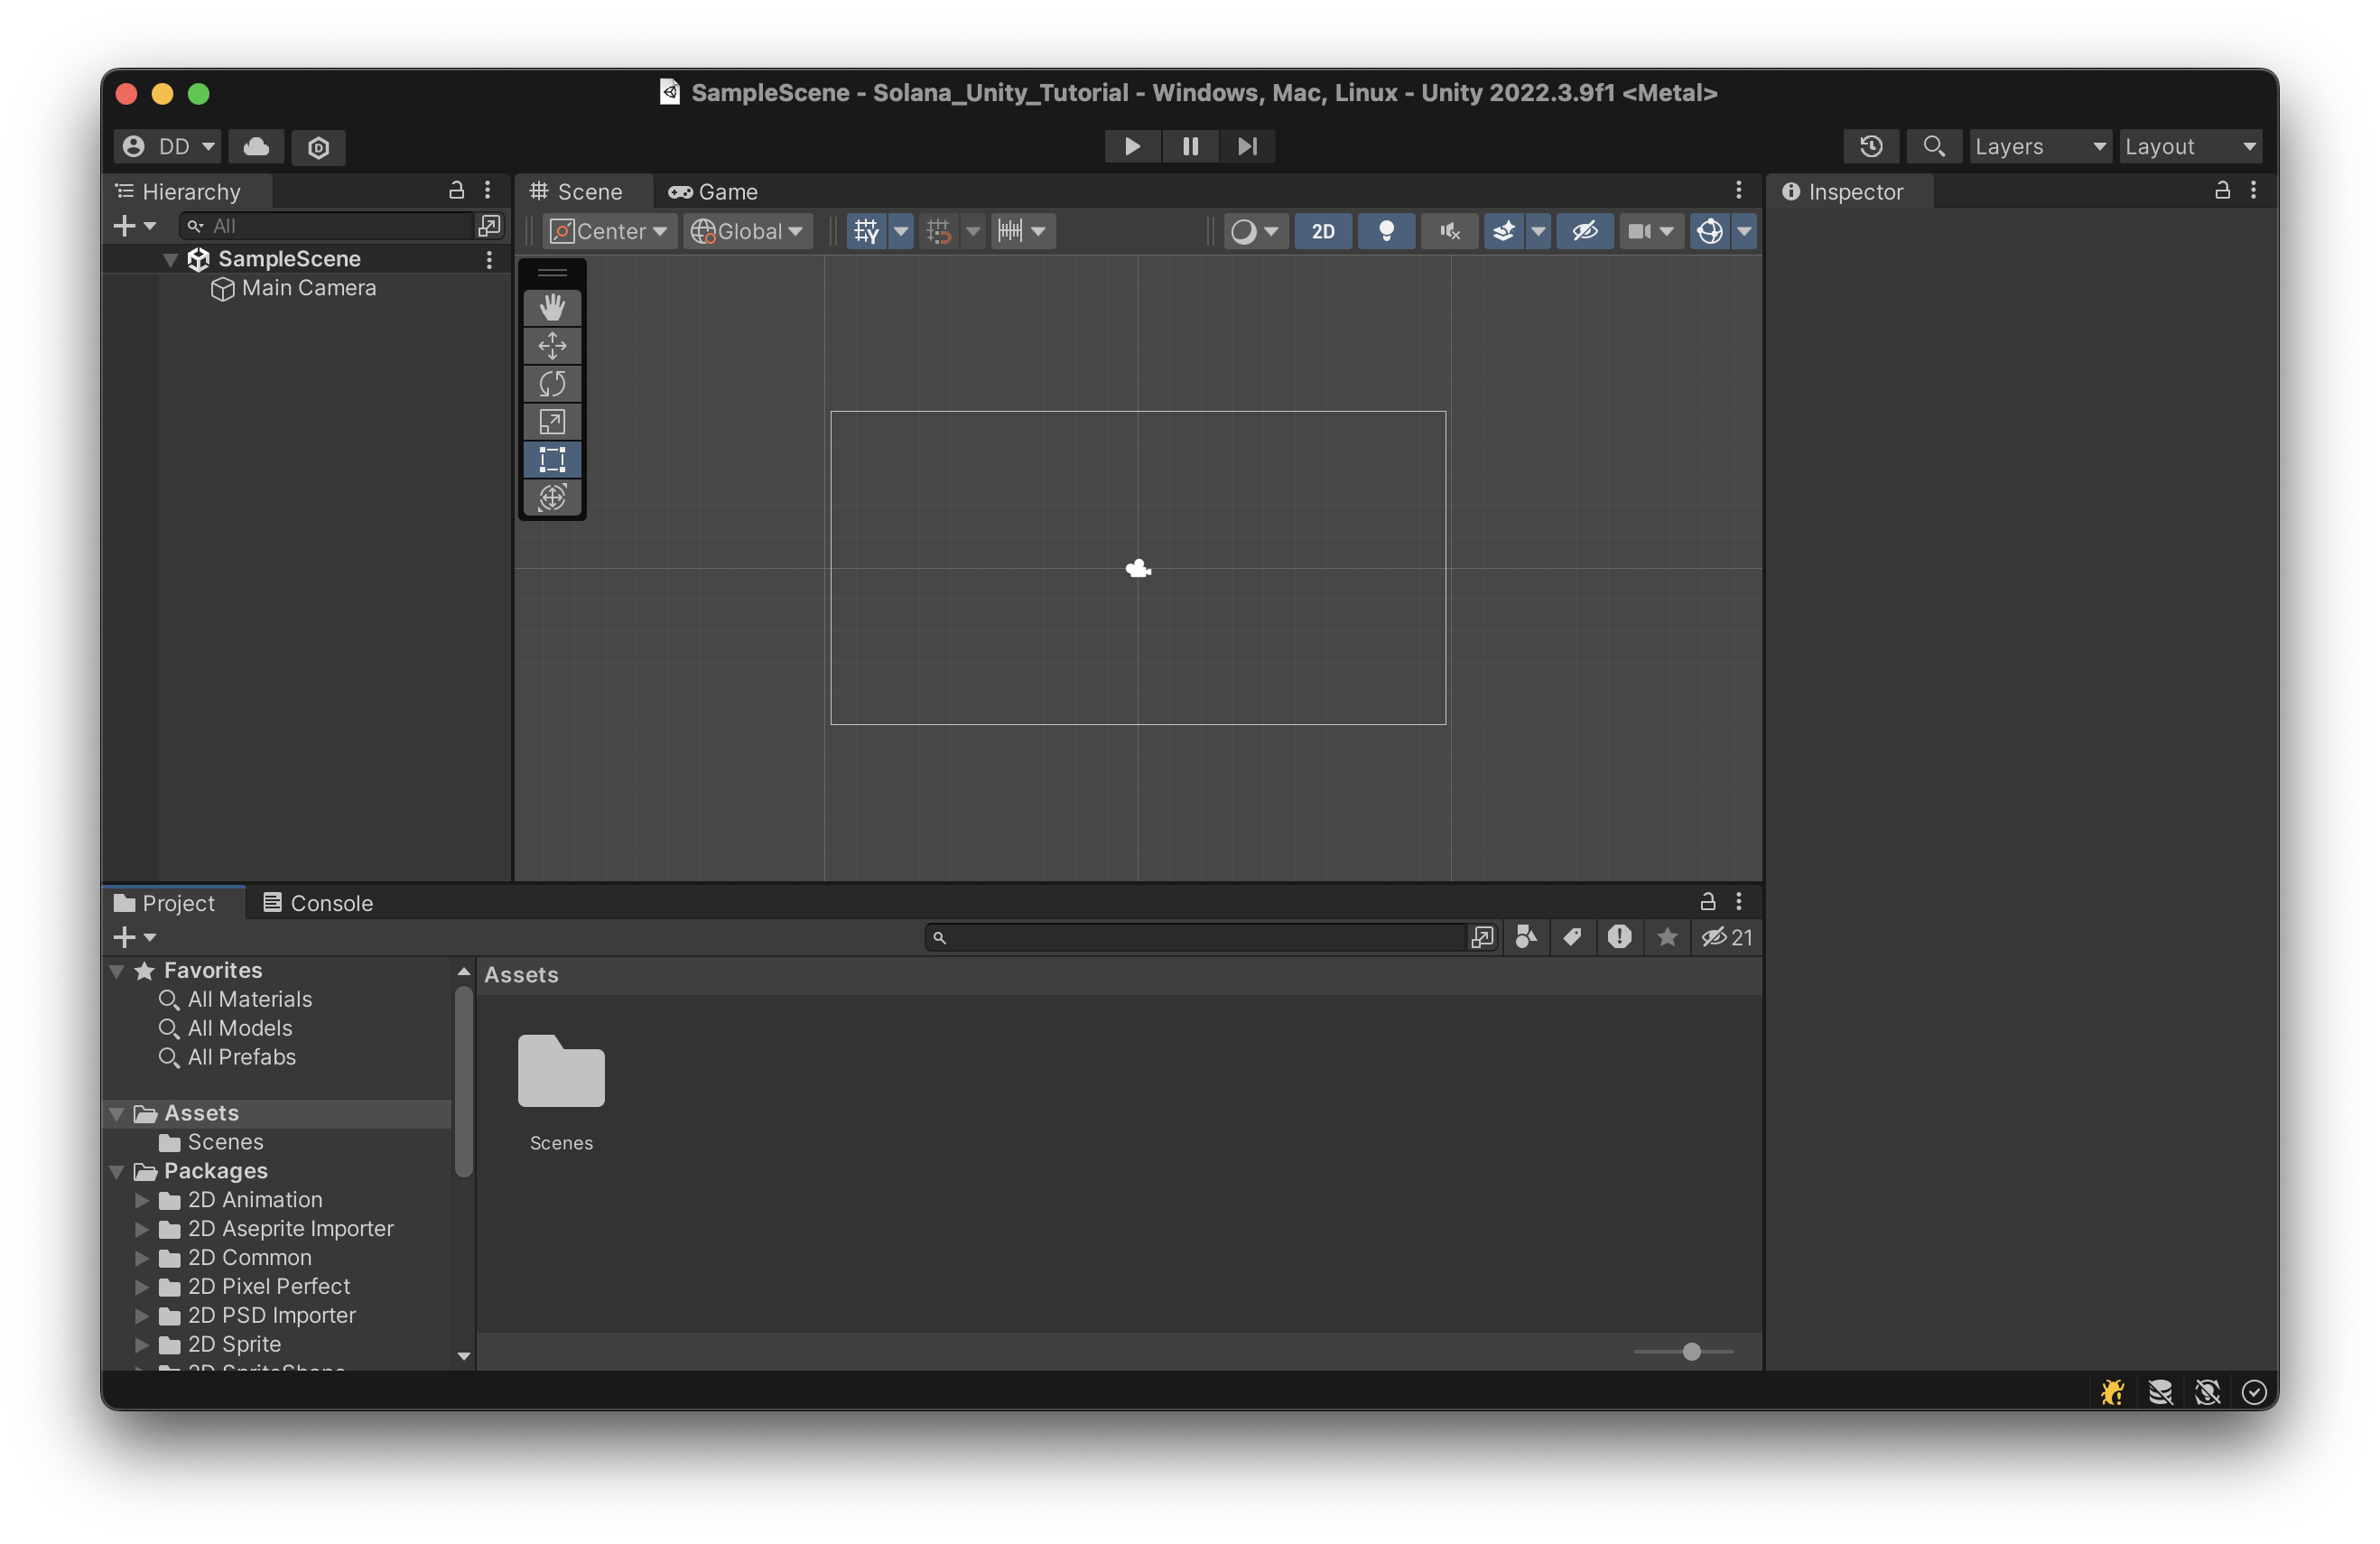 SampleScene - Solana_Unity_Tutorial - Windows, Mac, Linux - Unity 2022.3.9f1 <Metal>
DD
Layers
Layout
Hierarchy
All
SampleScene
Main Camera
Scene
Game
Center
Global
2D
Inspector
Project
Console
21
Favorites
All Materials
All Models
All Prefabs
Assets
Scenes
Packages
2D Animation
2D Aseprite Importer
2D Common
2D Pixel Perfect
2D PSD Importer
2D Sprite
2D SpriteShape
Assets
Scenes